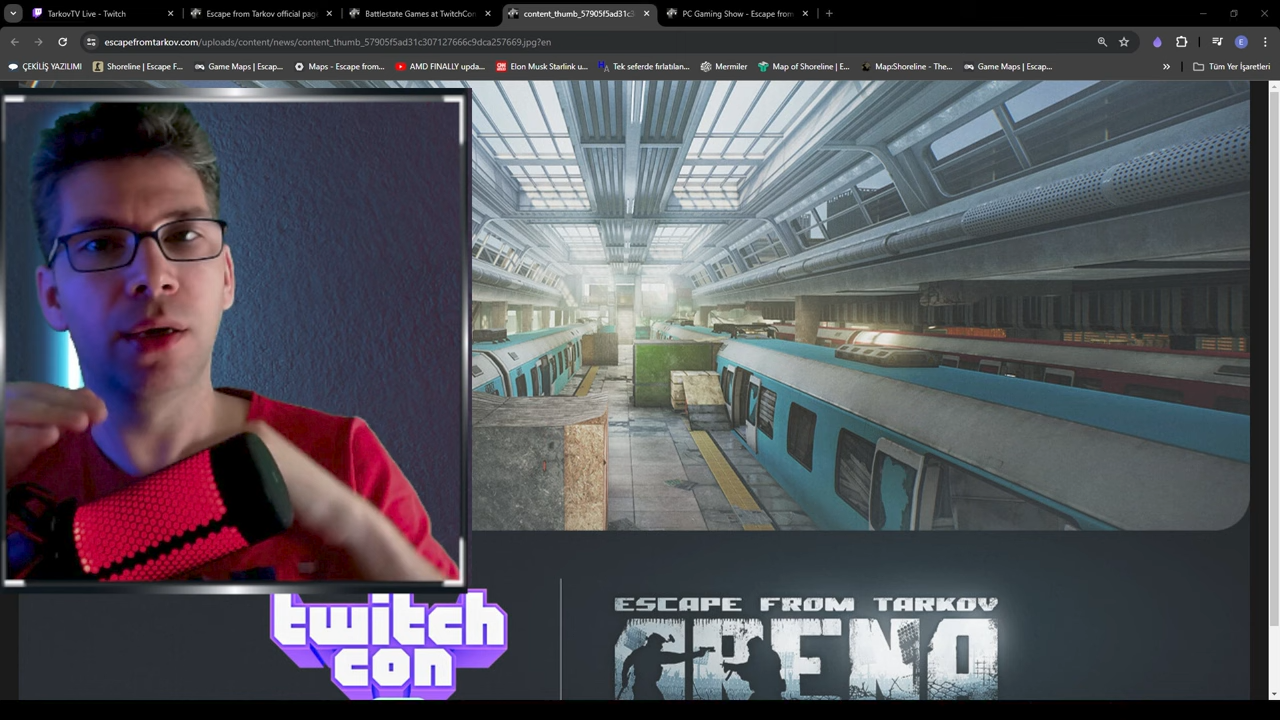 TarkovTV Live - Twitch
Escape from Tarkov official pag
Battlestate Games at TwitchCon
content_thumb_57905f5ad31c3
PC Gaming Show - Escape from
escapefromtarkov.com/uploads/content/news/content_thumb_57905f5ad31c307127666c9dca257669.jpg?en
E
ÇEKİLİŞ YAZILIMI
Shoreline | Escape F...
Game Maps | Escap...
Maps - Escape from...
AMD FINALLY upda...
Elon Musk Starlink u...
Tek seferde fırlatılan...
Mermiler
Map of Shoreline | E...
Map:Shoreline - The...
Game Maps | Escap...
Tüm Yer İşaretleri
twitch
con
ESCAPE FROM TARKOV
ARENA